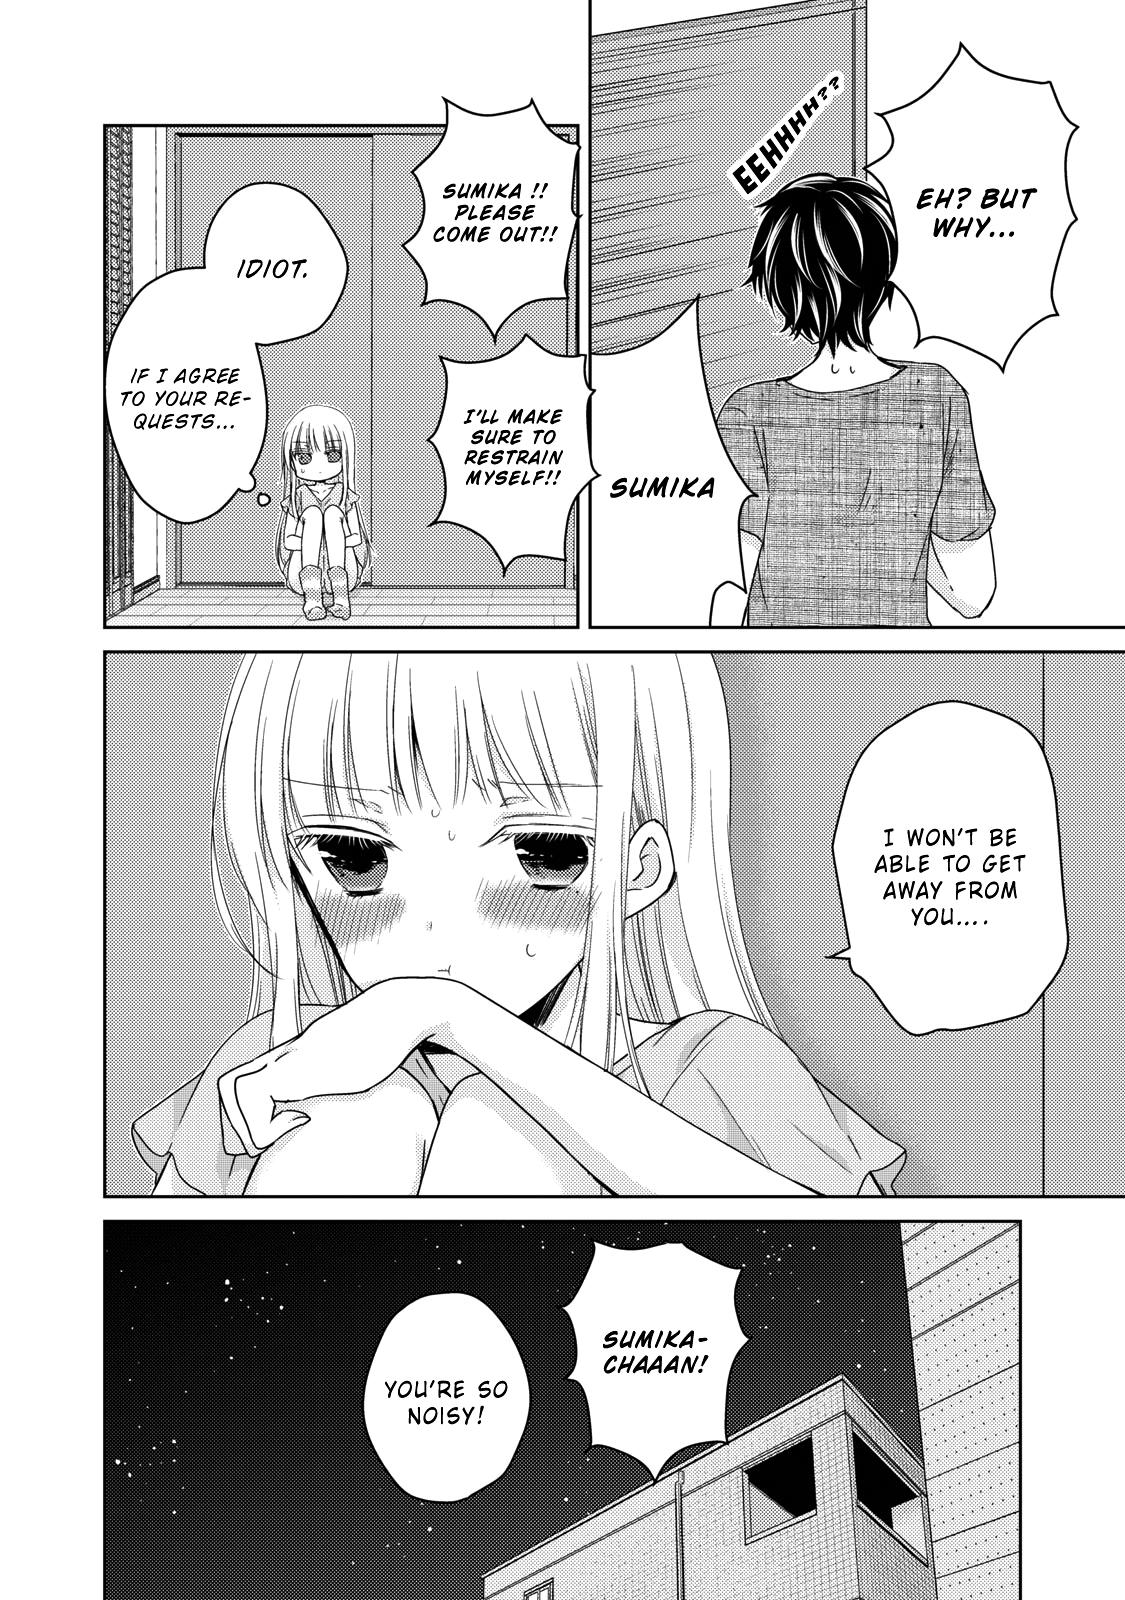 EH? BUT
WHY...
EEHHHH??
SUMIKA
SUMIKA !!
PLEASE
COME OUT!!
I'LL MAKE
SURE TO
RESTRAIN
MYSELF!!
IDIOT.
IF I AGREE
TO YOUR RE-
QUESTS...
I WON'T BE
ABLE TO GET
AWAY FROM
YOU....
SUMIKA-
CHAAAN!
YOU'RE SO
NOISY!